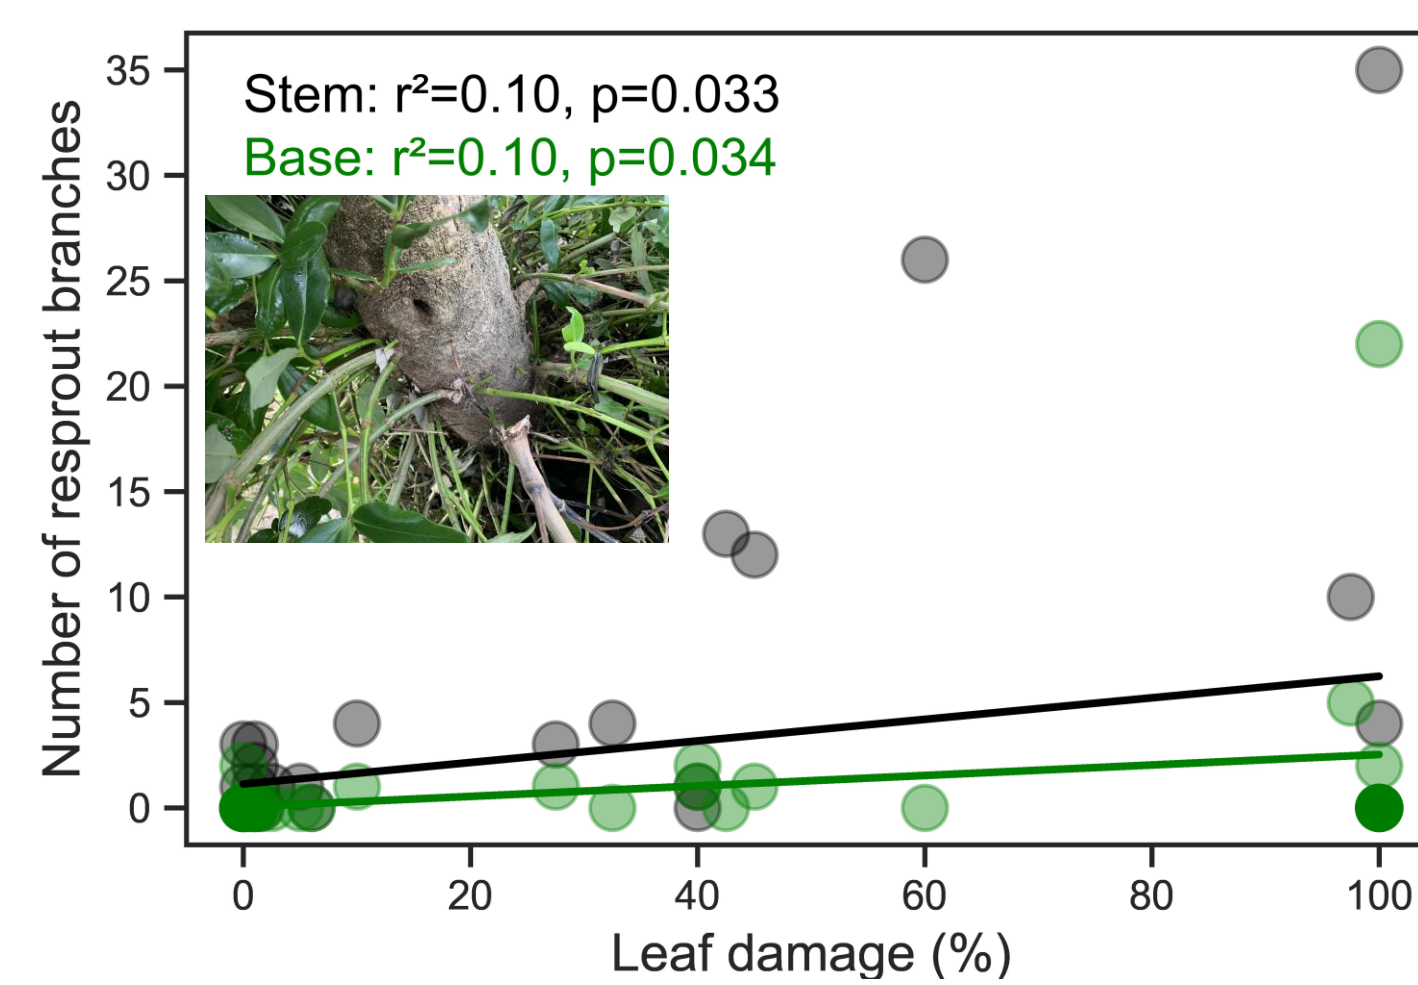 Stem: r²=0.10, p=0.033
Base: r²=0.10, p=0.034
Number of resprout branches
35
30
25
20
15
10
5
0
0 20 40 60 80 100
Leaf damage (%)